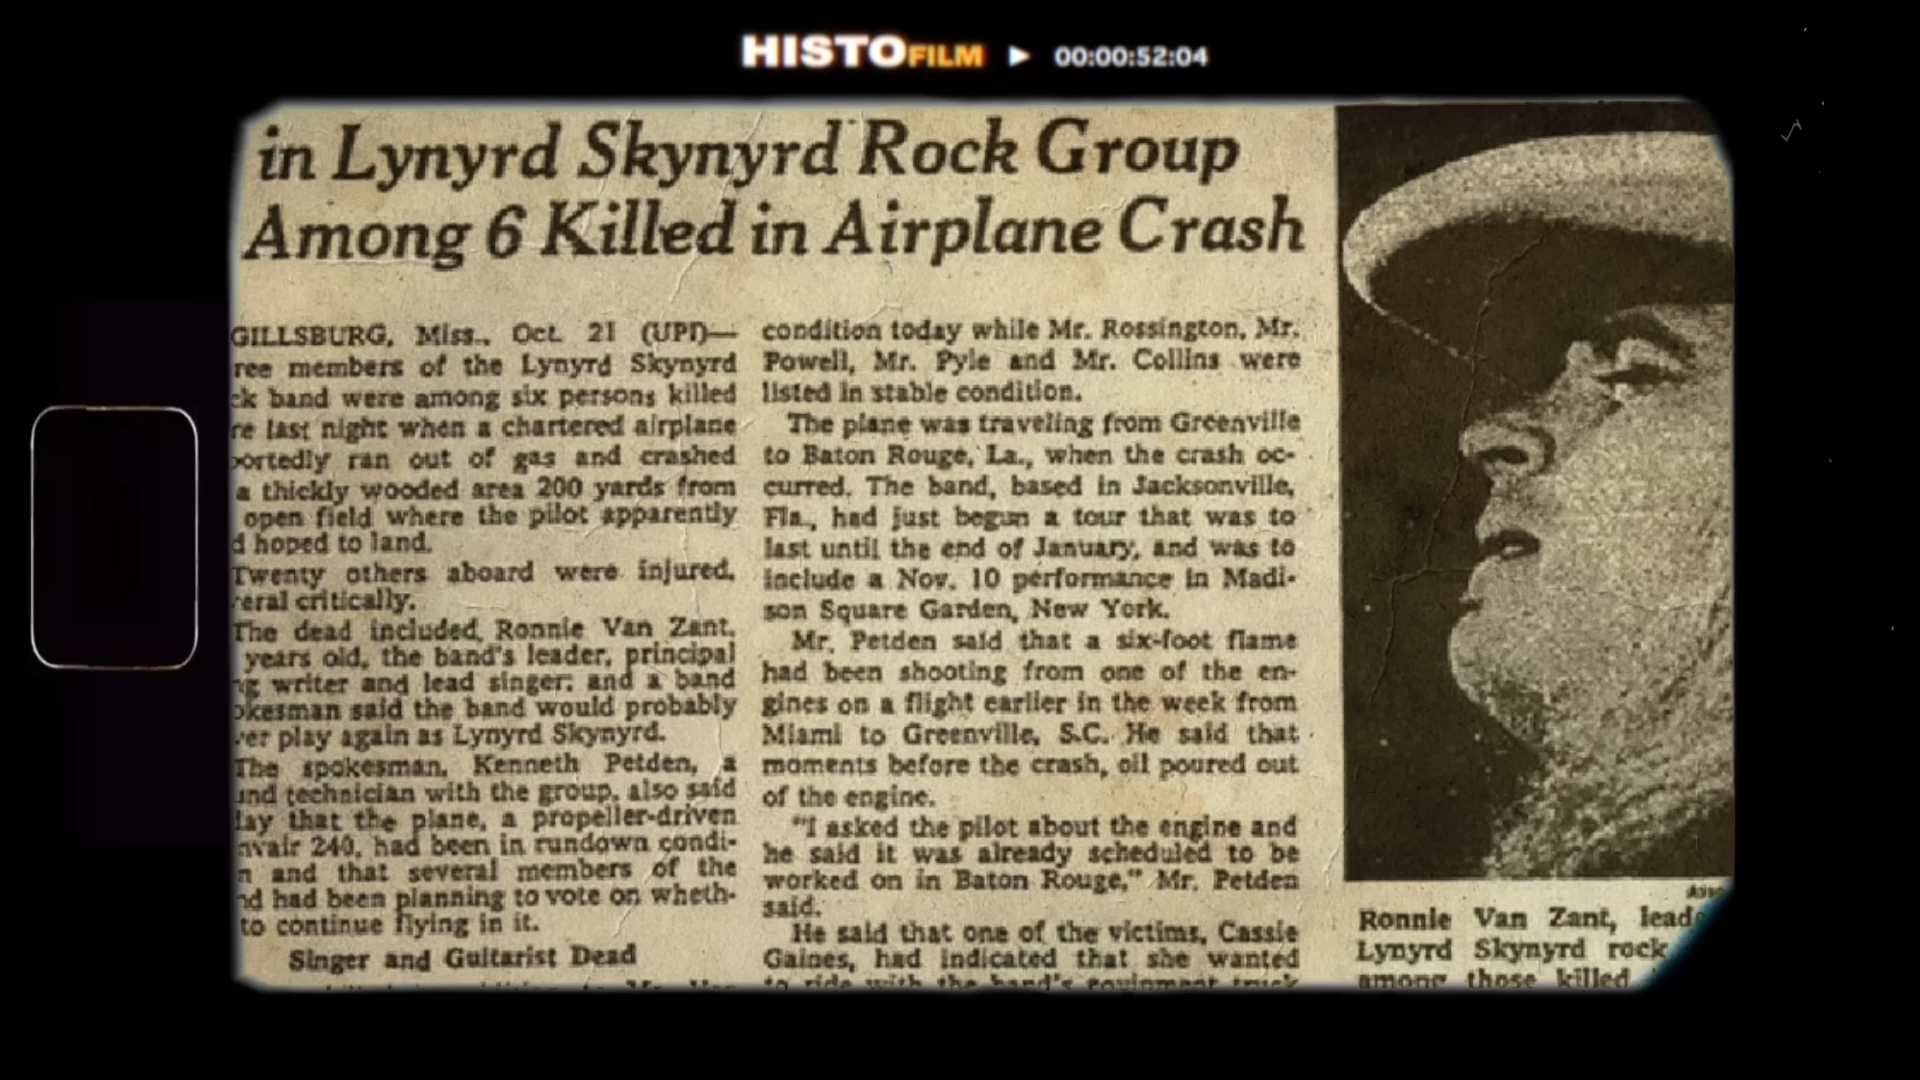 HISTOFILM ▶ 00:00:52:04
in Lynyrd Skynyrd Rock Group
Among 6 Killed in Airplane Crash
GILLSBURG, Miss., Oct. 21 (UPI)—
ree members of the Lynyrd Skynyrd
ck band were among six persons killed
re last night when a chartered airplane
ortedly ran out of gas and crashed
a thickly wooded area 200 yards from
open field where the pilot apparently
d hoped to land.
Twenty others aboard were injured,
eral critically.
The dead included Ronnie Van Zant,
years old, the band's leader, principal
ng writer and lead singer; and a band
okesman said the band would probably
er play again as Lynyrd Skynyrd.
The spokesman, Kenneth Petden, a
und technician with the group, also said
day that the plane, a propeller-driven
nvair 240, had been in rundown condi-
n and that several members of the
nd had been planning to vote on wheth-
to continue flying in it.
Singer and Guitarist Dead
condition today while Mr. Rossington, Mr.
Powell, Mr. Pyle and Mr. Collins were
listed in stable condition.
The plane was traveling from Greenville
to Baton Rouge, La., when the crash oc-
curred. The band, based in Jacksonville,
Fla., had just begun a tour that was to
last until the end of January, and was to
include a Nov. 10 performance in Madi-
son Square Garden, New York.
Mr. Petden said that a six-foot flame
had been shooting from one of the en-
gines on a flight earlier in the week from
Miami to Greenville, S.C. He said that
moments before the crash, oil poured out
of the engine.
"I asked the pilot about the engine and
he said it was already scheduled to be
worked on in Baton Rouge," Mr. Petden
said.
He said that one of the victims, Cassie
Gaines, had indicated that she wanted
to ride with the band's equipment truck
Ronnie Van Zant, leade
Lynyrd Skynyrd rock
among those killed